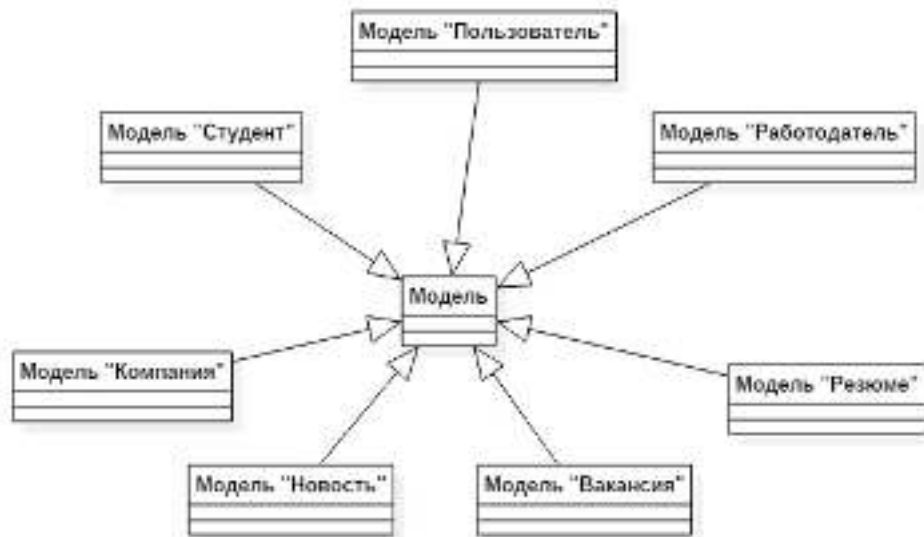 Модель "Пользователь"
Модель "Студент"
Модель "Работодатель"
Модель
Модель "Компания"
Модель "Резюме"
Модель "Новость"
Модель "Вакансия"